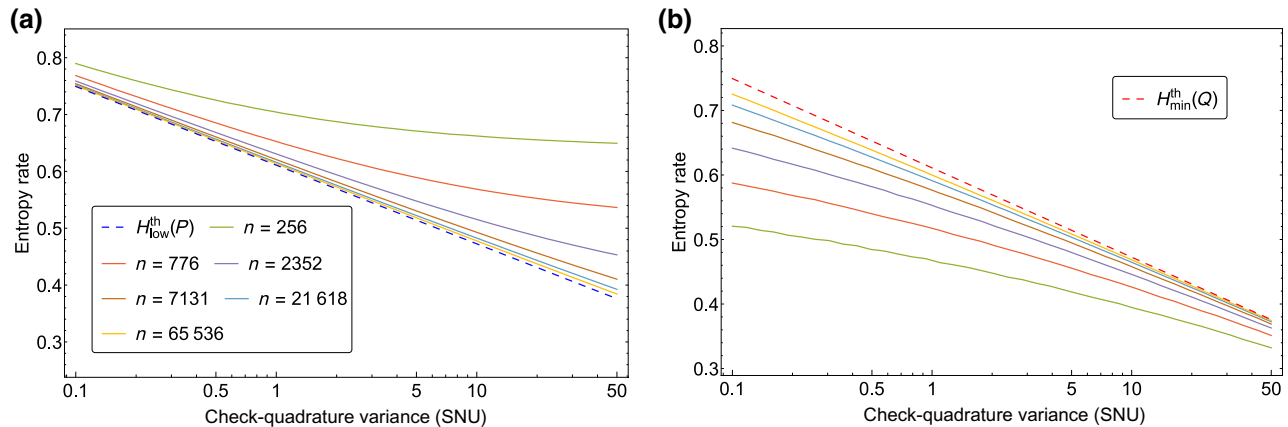 (a)
0.8
0.7
0.6
0.5
0.4
0.3
Entropy rate
H^th_low(P)
n = 256
n = 776
n = 2352
n = 7131
n = 21 618
n = 65 536
0.1
0.5
1
5
10
50
Check-quadrature variance (SNU)
(b)
0.8
0.7
0.6
0.5
0.4
0.3
Entropy rate
H^th_min(Q)
0.1
0.5
1
5
10
50
Check-quadrature variance (SNU)